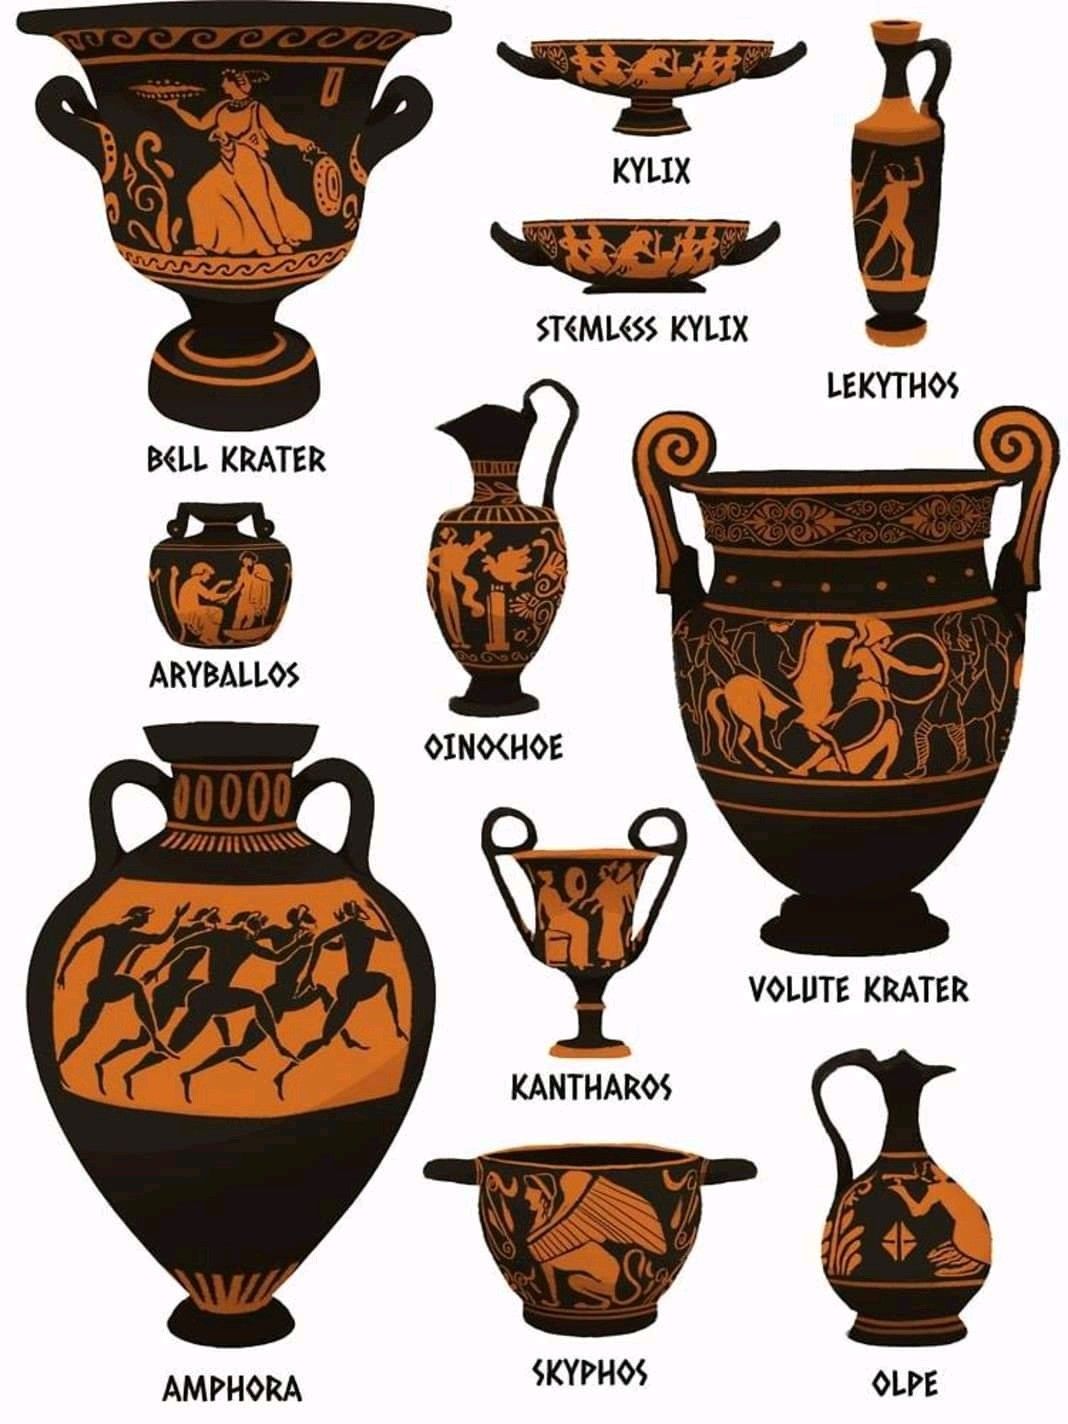 KYLIX
STEMLESS KYLIX
LEKYTHOS
BELL KRATER
ARYBALLOS
OINOCHOE
VOLUTE KRATER
KANTHAROS
AMPHORA
SKYPHOS
OLPE